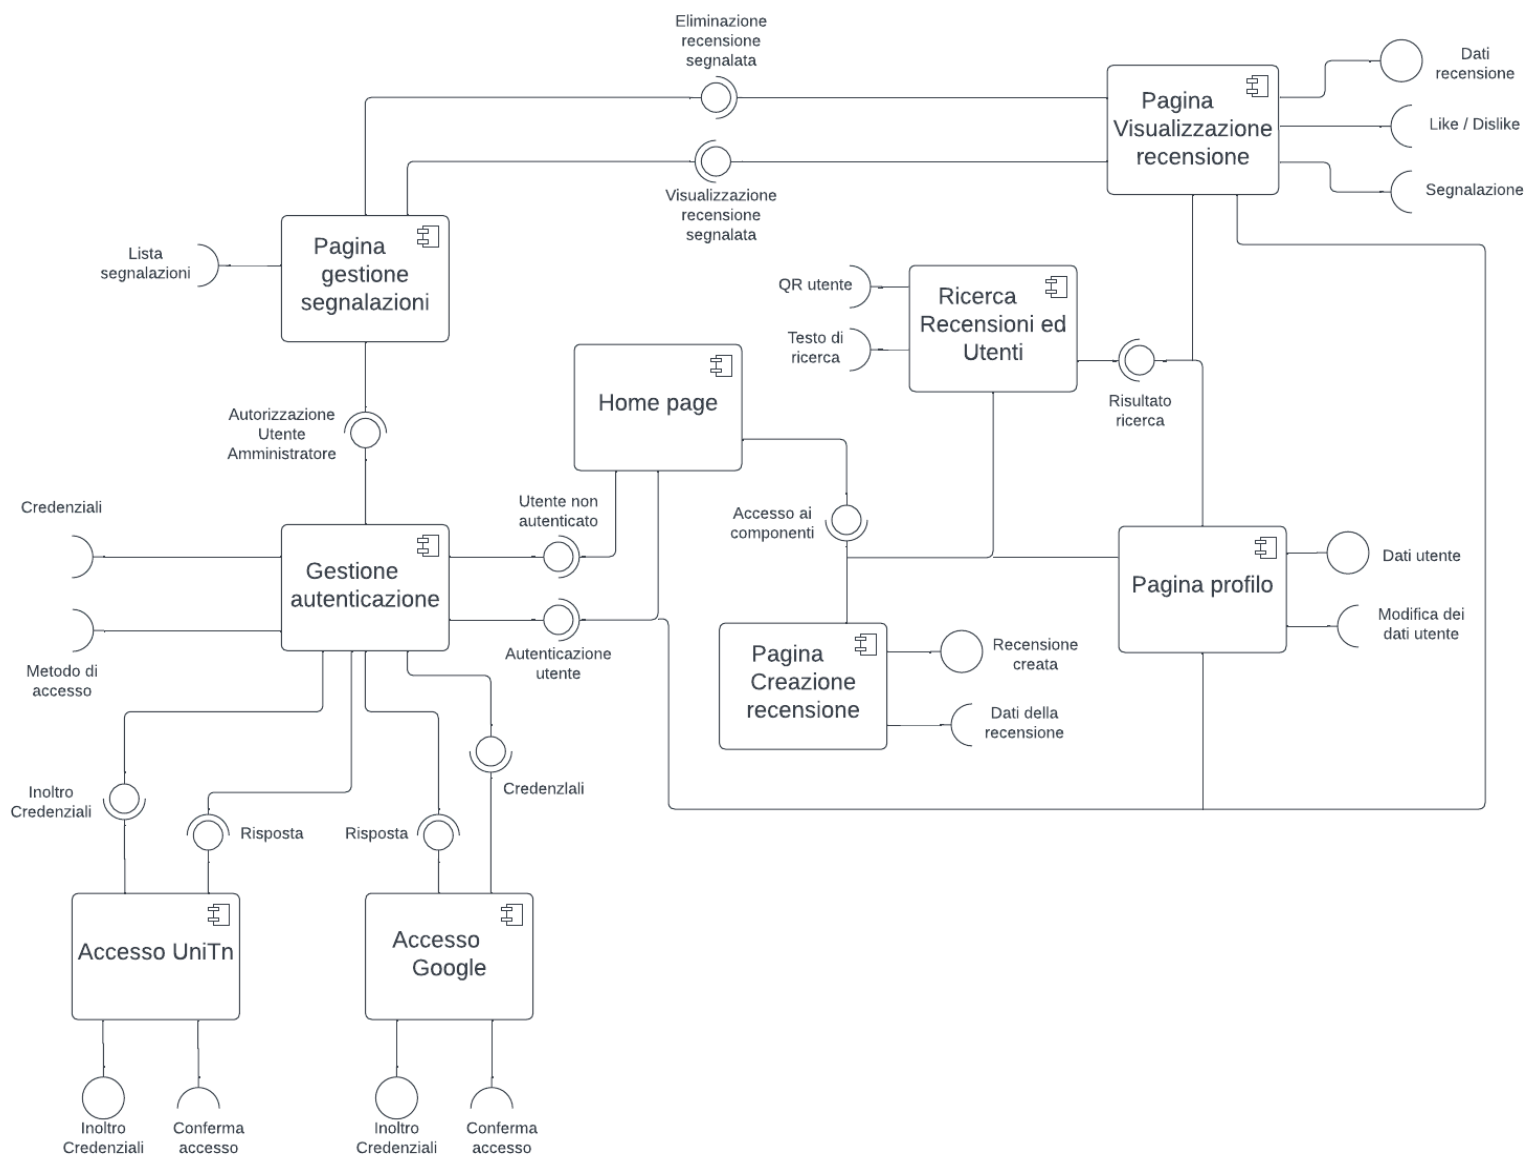 Eliminazione
recensione
segnalata
Dati
recensione
Pagina
Visualizzazione
recensione
Like / Dislike
Segnalazione
Visualizzazione
recensione
segnalata
Lista
segnalazioni
Pagina
gestione
segnalazioni
QR utente
Testo di
ricerca
Ricerca
Recensioni ed
Utenti
Risultato
ricerca
Home page
Autorizzazione
Utente
Amministratore
Credenziali
Utente non
autenticato
Accesso ai
componenti
Gestione
autenticazione
Pagina profilo
Dati utente
Modifica dei
dati utente
Metodo di
accesso
Autenticazione
utente
Pagina
Creazione
recensione
Recensione
creata
Dati della
recensione
Inoltro
Credenziali
Risposta
Risposta
CredenzIali
Accesso UniTn
Accesso
Google
Inoltro
Credenziali
Conferma
accesso
Inoltro
Credenziali
Conferma
accesso